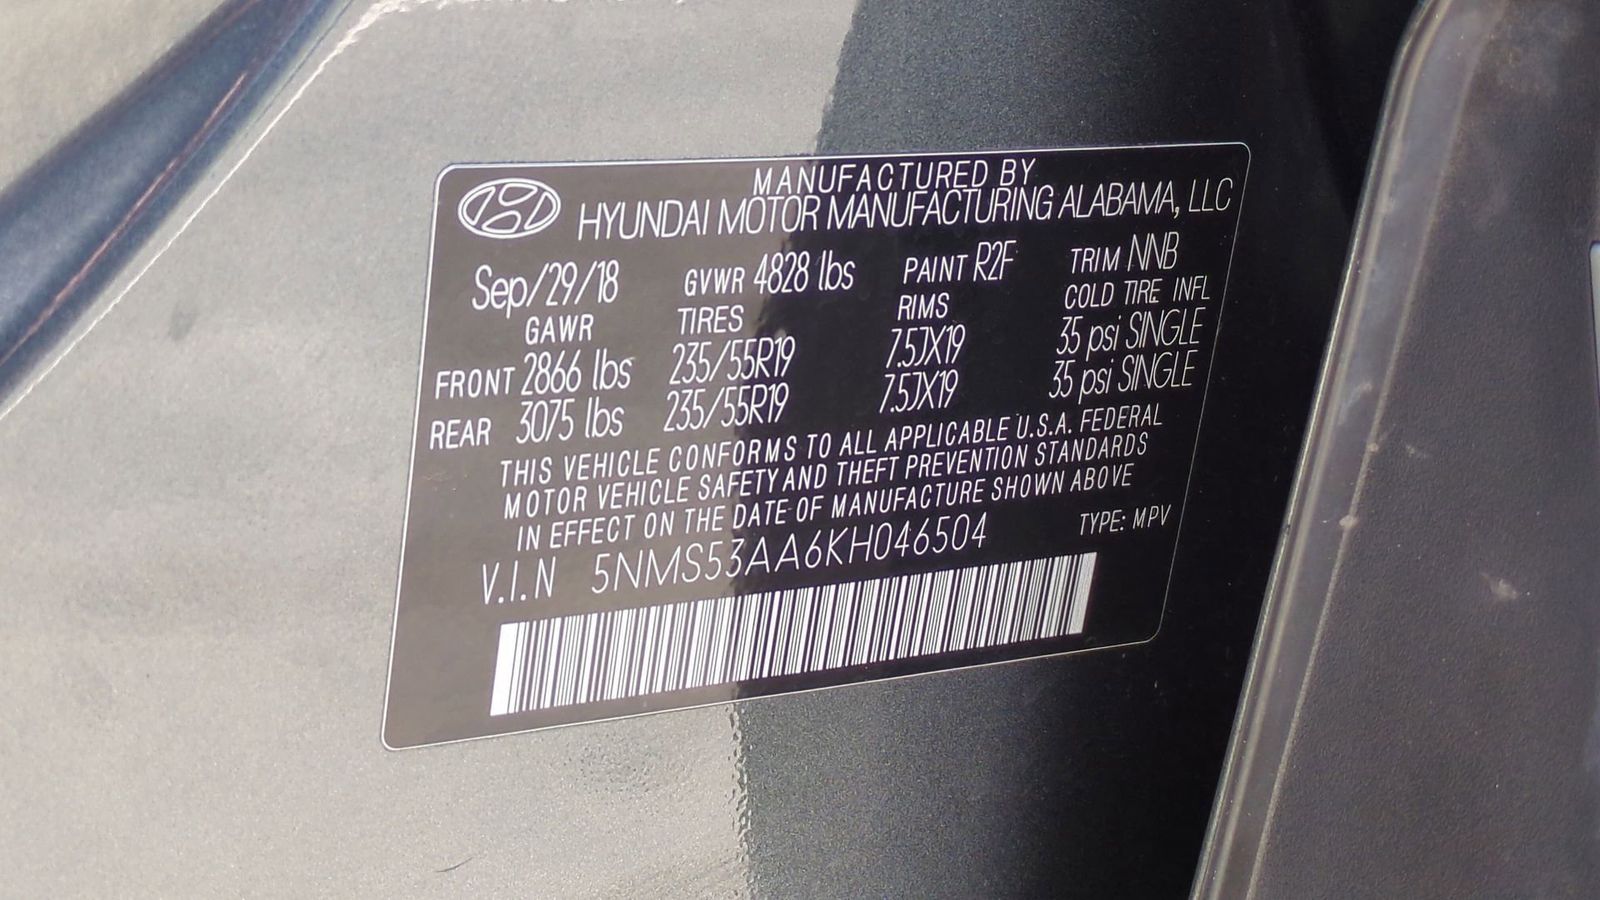 MANUFACTURED BY
HYUNDAI MOTOR MANUFACTURING ALABAMA, LLC
Sep/29/18 GVWR 4828 lbs PAINT R2F TRIM NNB
GAWR TIRES RIMS COLD TIRE INFL
FRONT 2866 lbs 235/55R19 7.5JX19 35 psi SINGLE
REAR 3075 lbs 235/55R19 7.5JX19 35 psi SINGLE
THIS VEHICLE CONFORMS TO ALL APPLICABLE U.S.A. FEDERAL
MOTOR VEHICLE SAFETY AND THEFT PREVENTION STANDARDS
IN EFFECT ON THE DATE OF MANUFACTURE SHOWN ABOVE
V.I.N 5NMS53AA6KH046504 TYPE: MPV